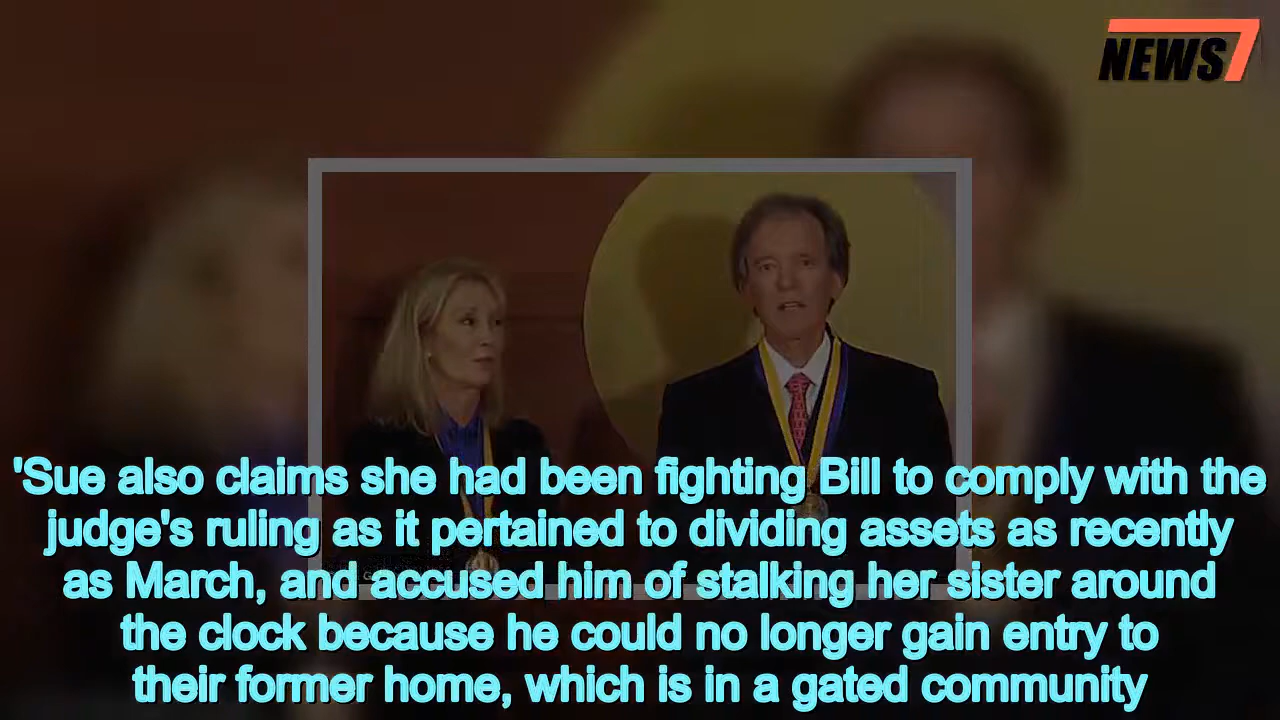 NEWS7
'Sue also claims she had been fighting Bill to comply with the
judge's ruling as it pertained to dividing assets as recently
as March, and accused him of stalking her sister around
the clock because he could no longer gain entry to
their former home, which is in a gated community